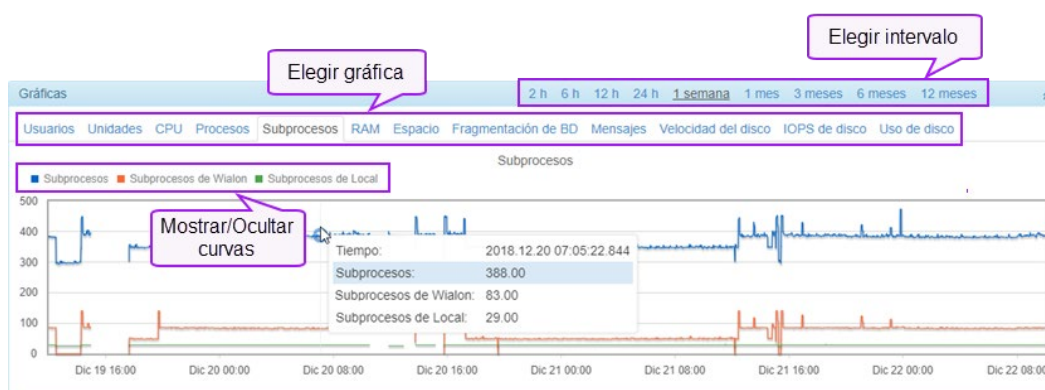 Elegir intervalo
Elegir gráfica
Gráficas 2 h 6 h 12 h 24 h 1 semana 1 mes 3 meses 6 meses 12 meses
Usuarios Unidades CPU Procesos Subprocesos RAM Espacio Fragmentación de BD Mensajes Velocidad del disco IOPS de disco Uso de disco
Subprocesos
Subprocesos Subprocesos de Wialon Subprocesos de Local
500
400
300
200
100
0
Mostrar/Ocultar
curvas
Tiempo: 2018.12.20 07:05:22.844
Subprocesos: 388.00
Subprocesos de Wialon: 83.00
Subprocesos de Local: 29.00
Dic 19 16:00 Dic 20 00:00 Dic 20 08:00 Dic 20 16:00 Dic 21 00:00 Dic 21 08:00 Dic 21 16:00 Dic 22 00:00 Dic 22 08:00